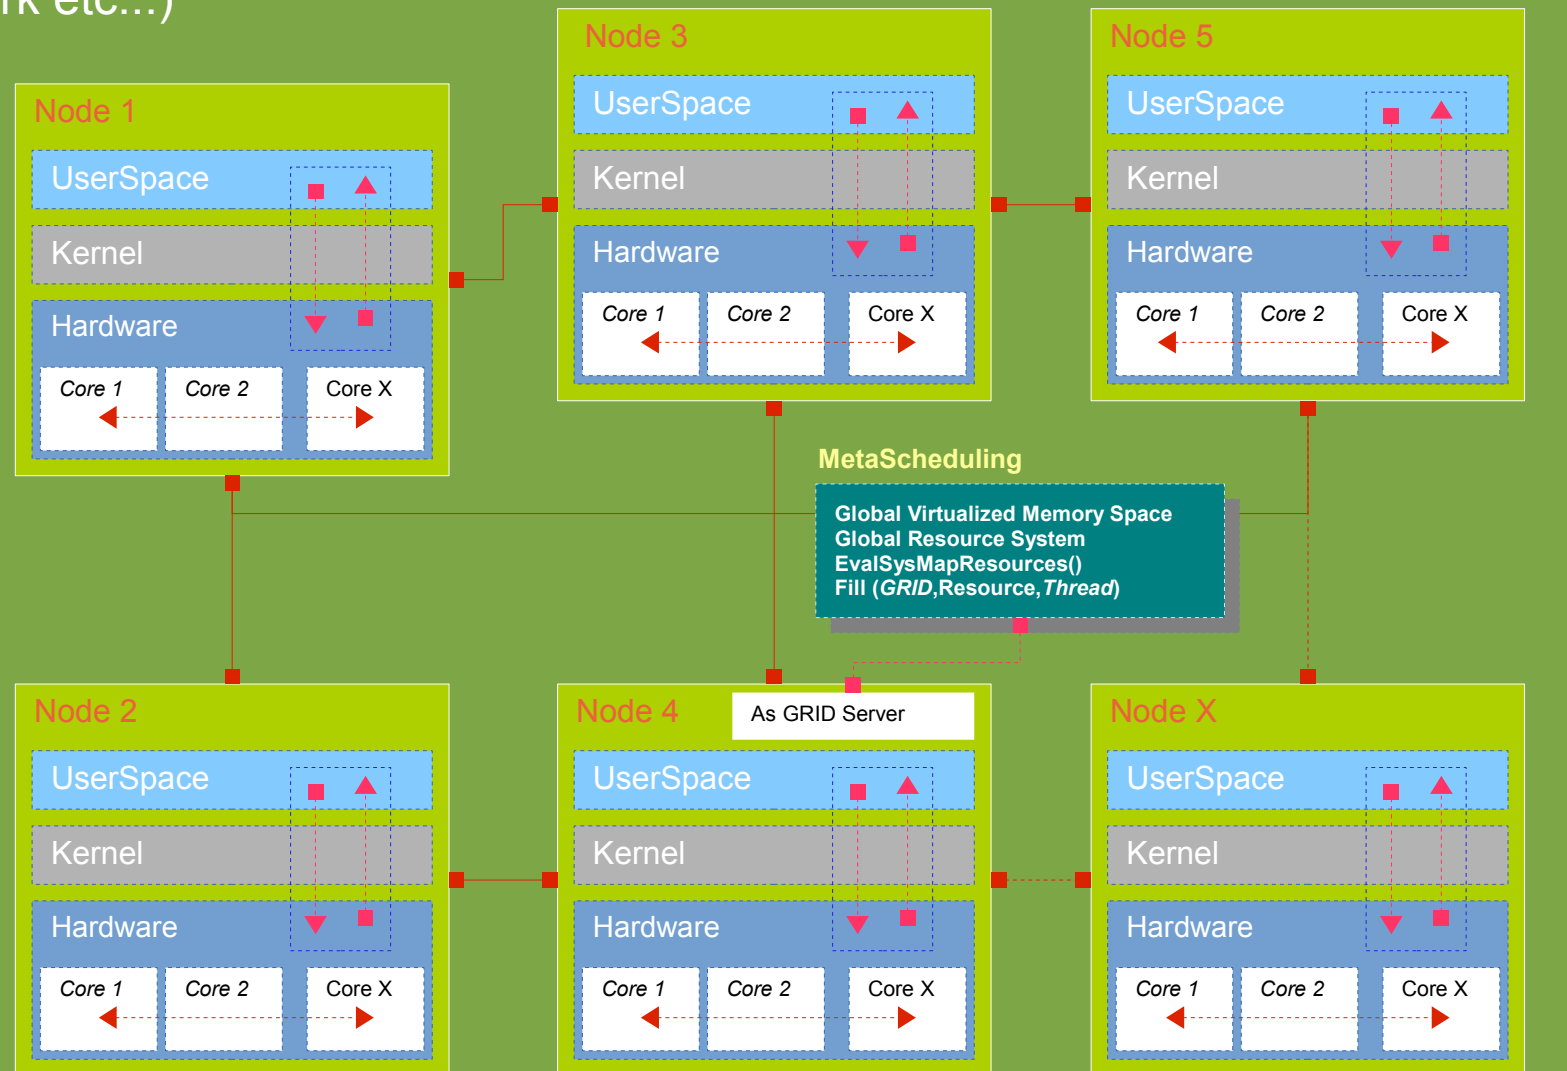 rk etc...)
Node 1
UserSpace
Kernel
Hardware
Core 1
Core 2
Core X
Node 3
UserSpace
Kernel
Hardware
Core 1
Core 2
Core X
Node 5
UserSpace
Kernel
Hardware
Core 1
Core 2
Core X
MetaScheduling
Global Virtualized Memory Space
Global Resource System
EvalSysMapResources()
Fill (GRID,Resource,Thread)
Node 2
UserSpace
Kernel
Hardware
Core 1
Core 2
Core X
Node 4
As GRID Server
UserSpace
Kernel
Hardware
Core 1
Core 2
Core X
Node X
UserSpace
Kernel
Hardware
Core 1
Core 2
Core X